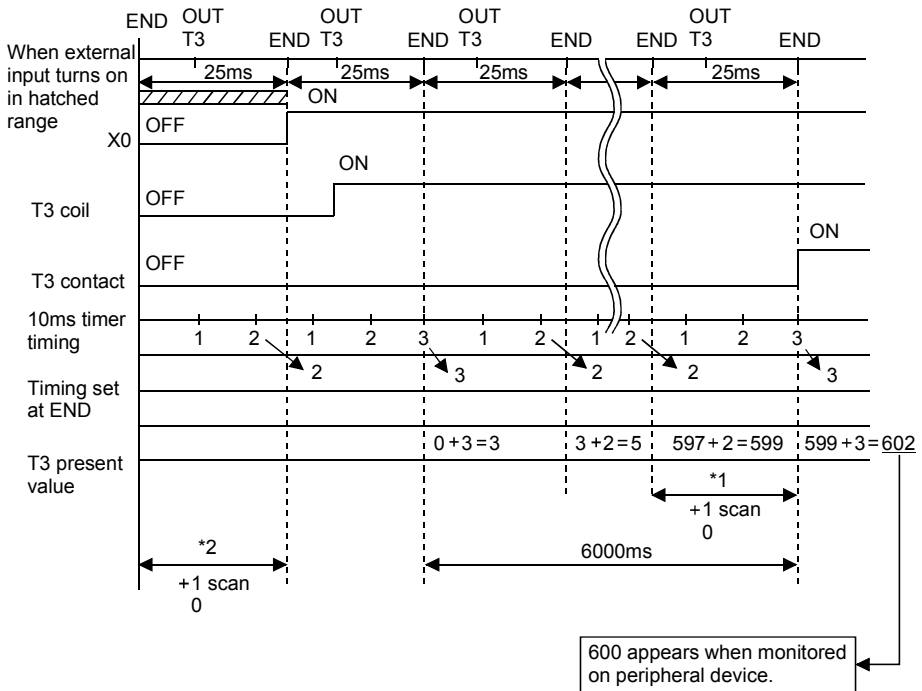 END OUT OUT OUT OUT
T3 END T3 END T3 END END T3 END
When external
input turns on
in hatched
range
25ms 25ms 25ms 25ms
ON
OFF
X0
ON
OFF
T3 coil
ON
OFF
T3 contact
10ms timer
timing
1 2 1 2 3 1 2 1 2 1 2 3
2 3 2 2 3
Timing set
at END
0+3=3 3+2=5 597+2=599 599+3=602
T3 present
value
*1
+1 scan
0
*2
6000ms
+1 scan
0
600 appears when monitored
on peripheral device.